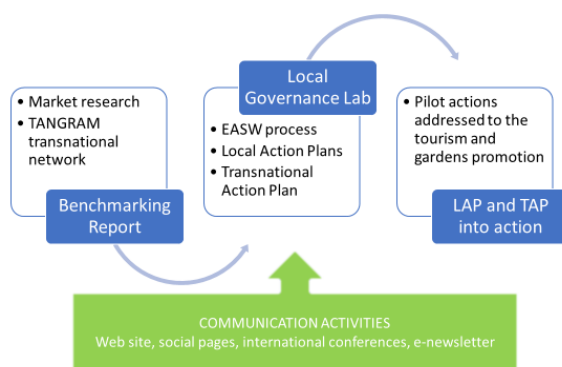 • Market research
• TANGRAM
transnational
network
Benchmarking
Report
Local
Governance Lab
• EASW process
• Local Action Plans
• Transnational
Action Plan
• Pilot actions
addressed to the
tourism and
gardens promotion
LAP and TAP
into action
COMMUNICATION ACTIVITIES
Web site, social pages, international conferences, e-newsletter